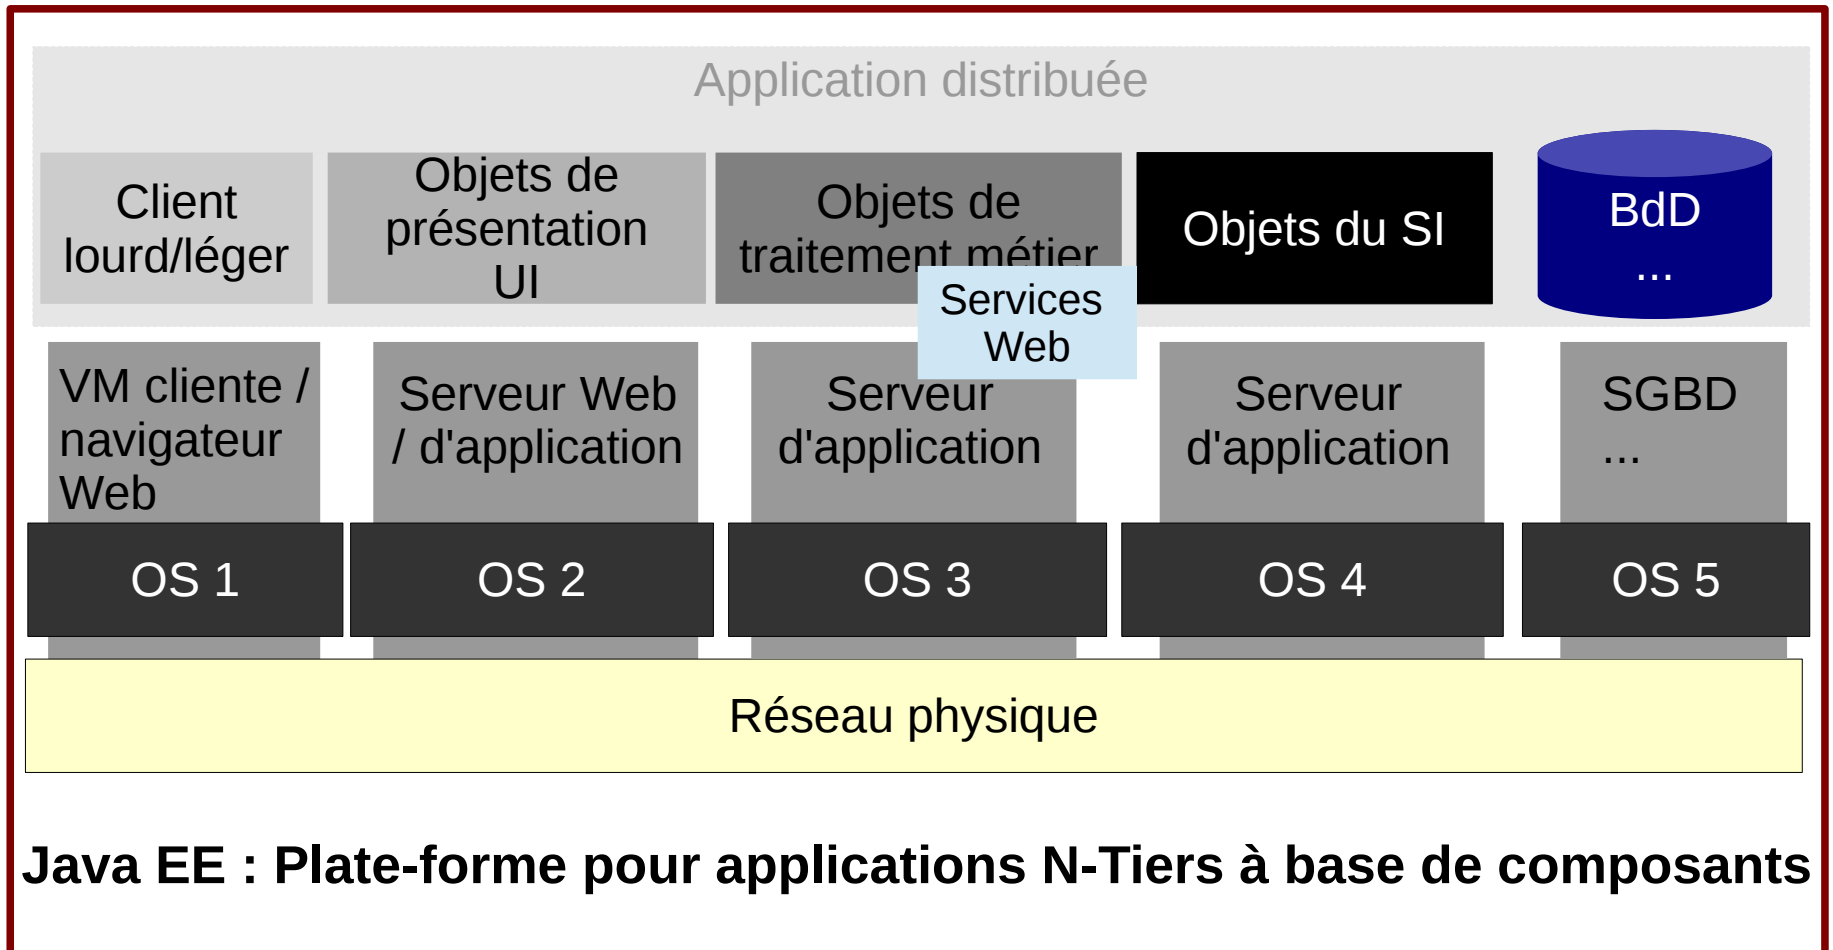 Application distribuée
Client
lourd/léger
Objets de
présentation
UI
Objets de
traitement métier
Services
Web
Objets du SI
BdD
...
VM cliente /
navigateur
Web
Serveur Web
/ d'application
Serveur
d'application
Serveur
d'application
SGBD
...
OS 1
OS 2
OS 3
OS 4
OS 5
Réseau physique
Java EE : Plate-forme pour applications N-Tiers à base de composants